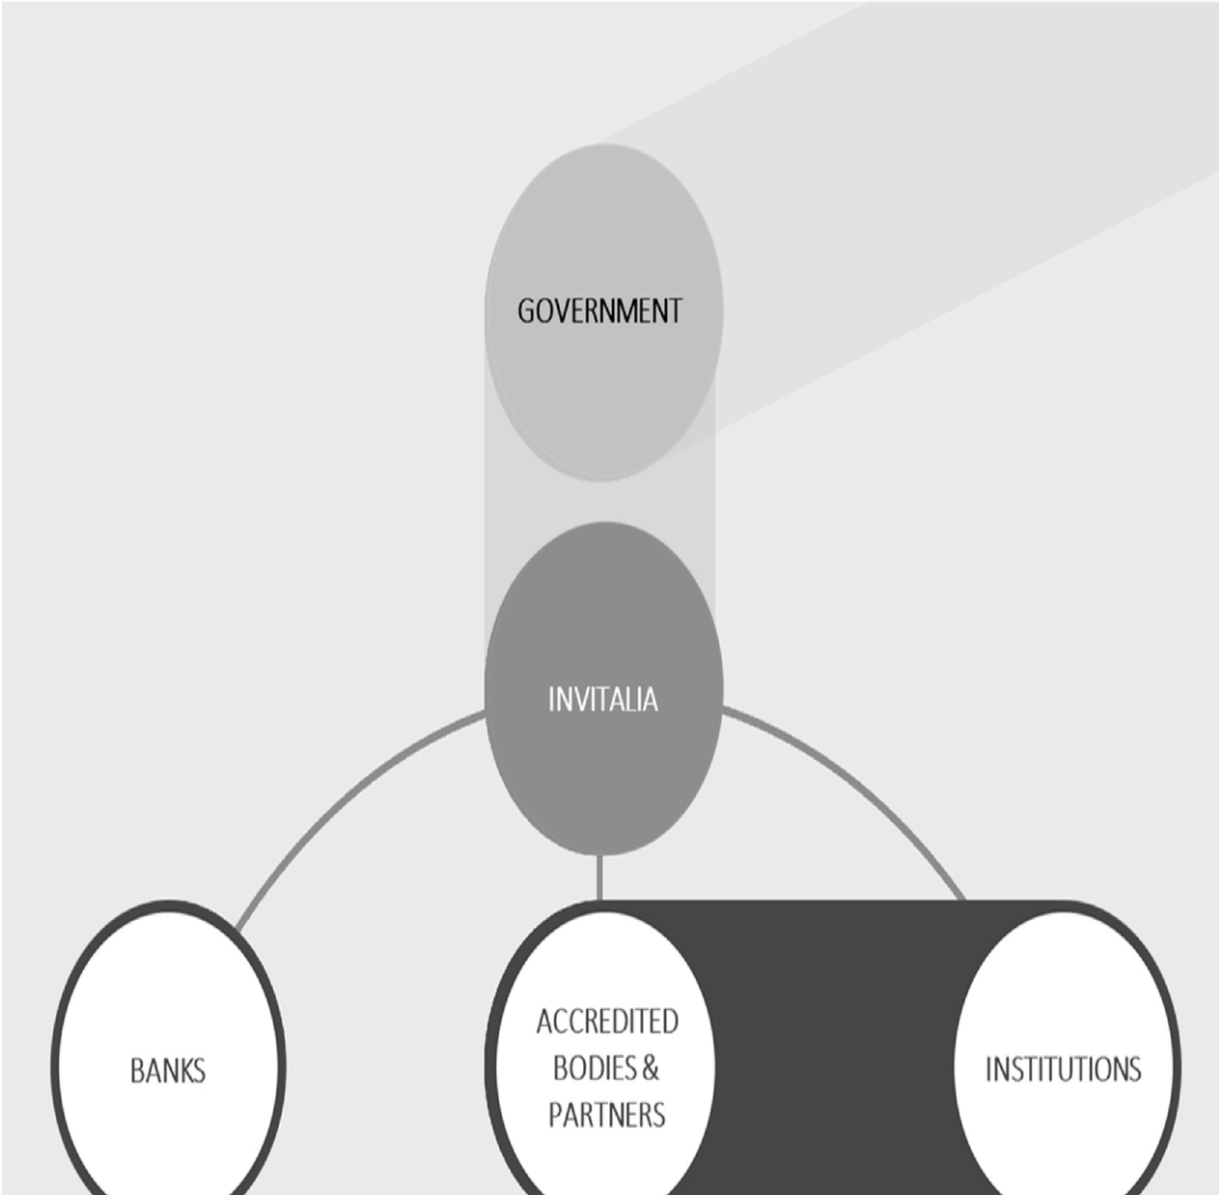 GOVERNMENT
INVITALIA
BANKS
ACCREDITED
BODIES &
PARTNERS
INSTITUTIONS